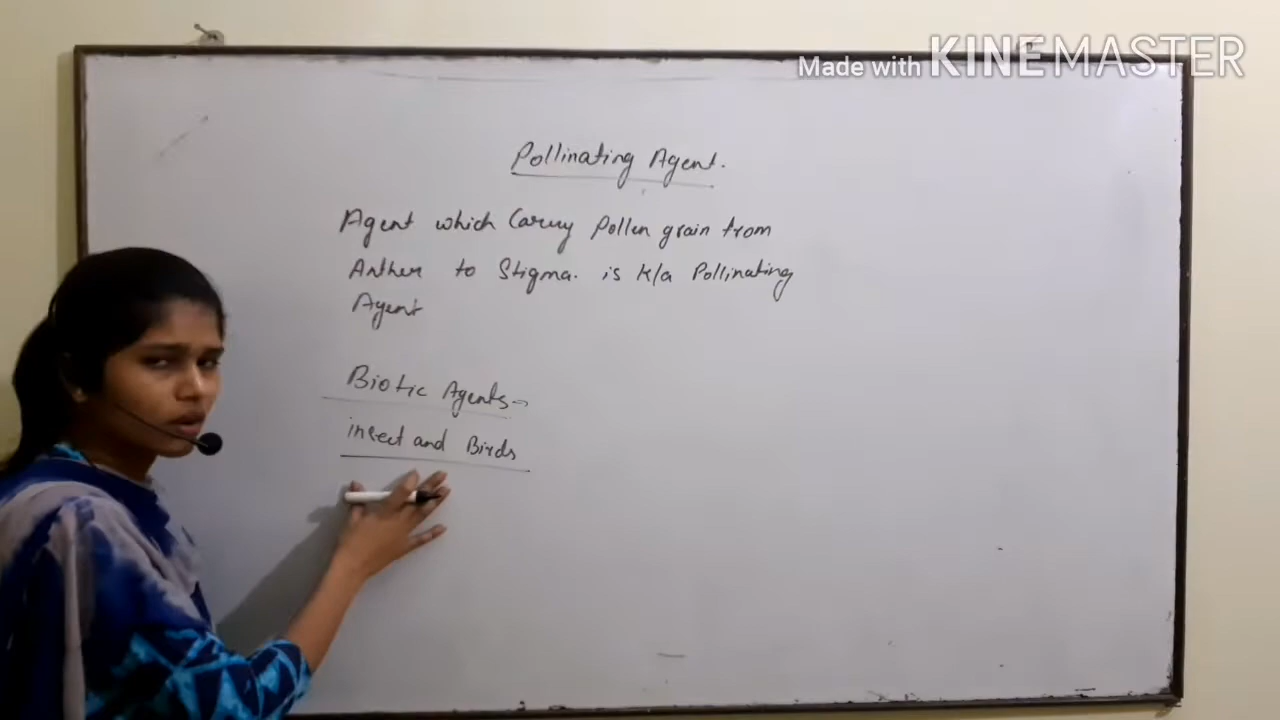 Made with KINEMASTER
Pollinating Agent.
Agent which Carry Pollen grain from
Anther to Stigma. is k/a Pollinating
Agent
Biotic Agents→
insect and Birds